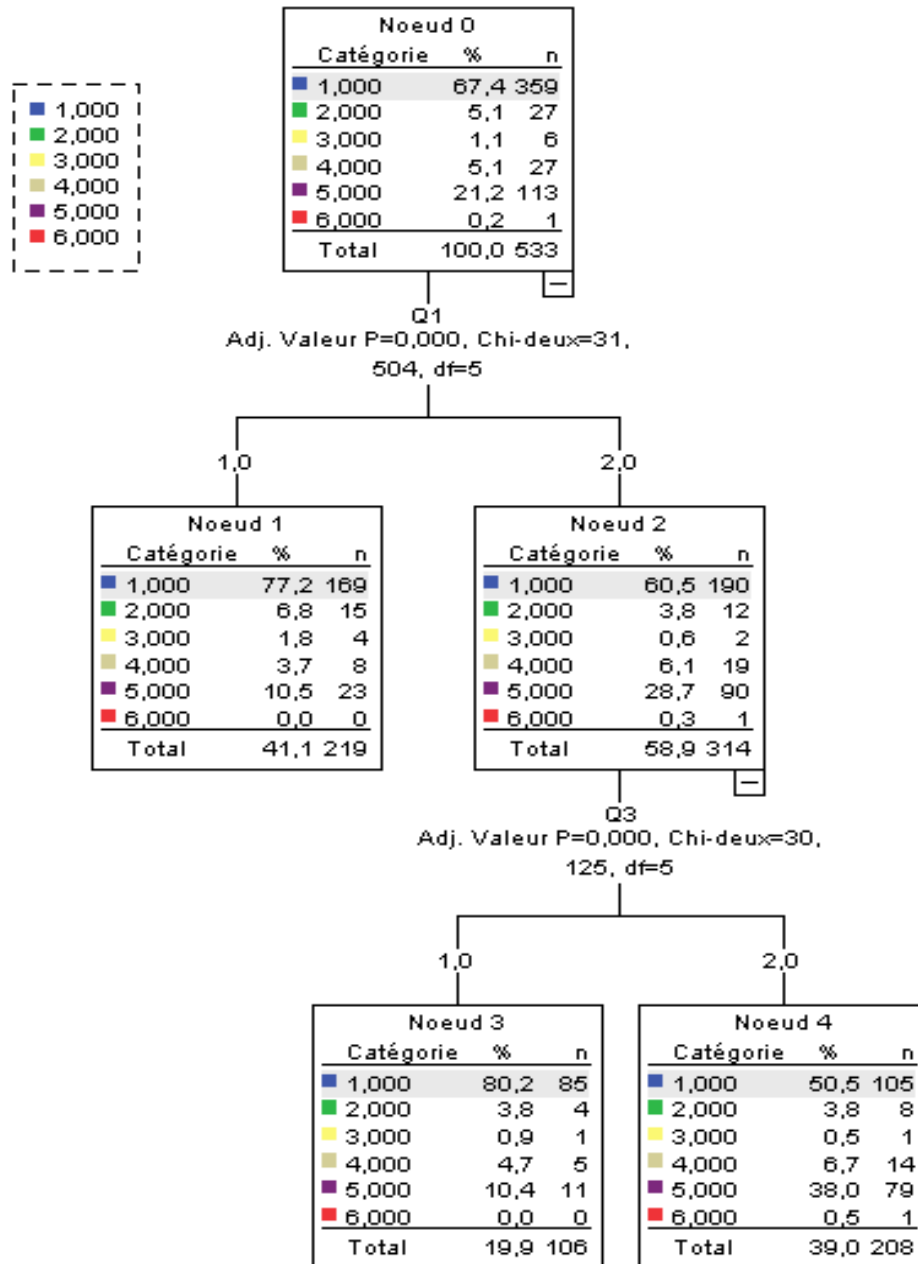 Noeud 0
Catégorie % n
1,000 67,4 359
2,000 5,1 27
3,000 1,1 6
4,000 5,1 27
5,000 21,2 113
6,000 0,2 1
Total 100,0 533
1,000
2,000
3,000
4,000
5,000
6,000
Q1
Adj. Valeur P=0,000, Chi-deux=31,
504, df=5
1,0
2,0
Noeud 1
Catégorie % n
1,000 77,2 169
2,000 6,8 15
3,000 1,8 4
4,000 3,7 8
5,000 10,5 23
6,000 0,0 0
Total 41,1 219
Noeud 2
Catégorie % n
1,000 60,5 190
2,000 3,8 12
3,000 0,6 2
4,000 6,1 19
5,000 28,7 90
6,000 0,3 1
Total 58,9 314
Q3
Adj. Valeur P=0,000, Chi-deux=30,
125, df=5
1,0
2,0
Noeud 3
Catégorie % n
1,000 80,2 85
2,000 3,8 4
3,000 0,9 1
4,000 4,7 5
5,000 10,4 11
6,000 0,0 0
Total 19,9 106
Noeud 4
Catégorie % n
1,000 50,5 105
2,000 3,8 8
3,000 0,5 1
4,000 6,7 14
5,000 38,0 79
6,000 0,5 1
Total 39,0 208